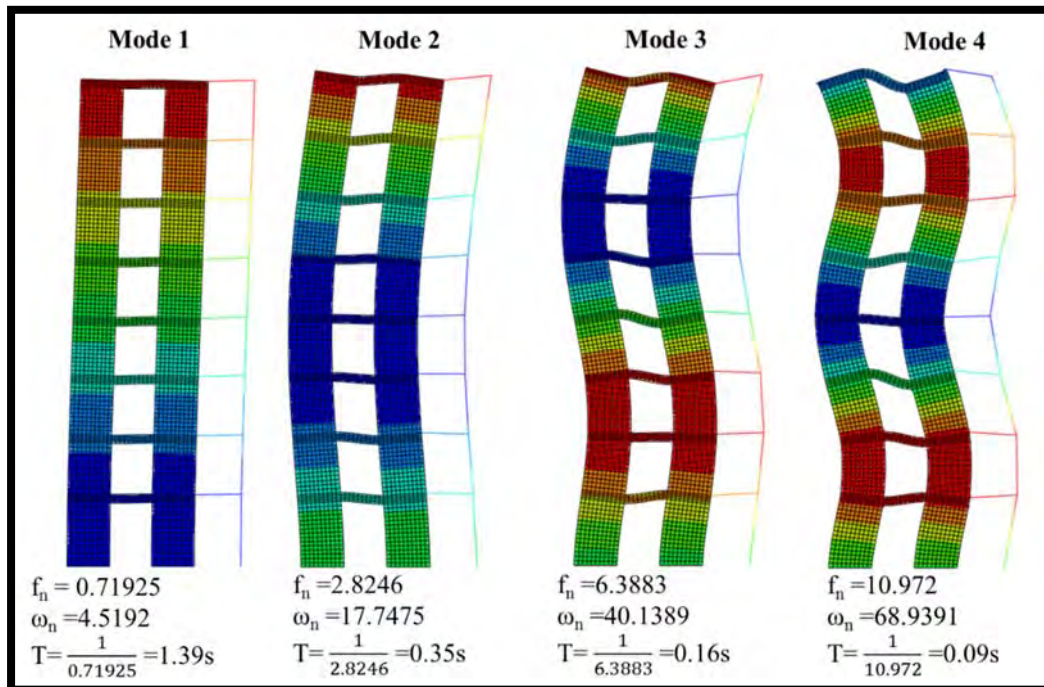 Mode 1
Mode 2
Mode 3
Mode 4
fₙ = 0.71925
ωₙ =4.5192
T= 1/0.71925 =1.39s
fₙ =2.8246
ωₙ =17.7475
T= 1/2.8246 =0.35s
fₙ =6.3883
ωₙ =40.1389
T= 1/6.3883 =0.16s
fₙ =10.972
ωₙ =68.9391
T= 1/10.972 =0.09s